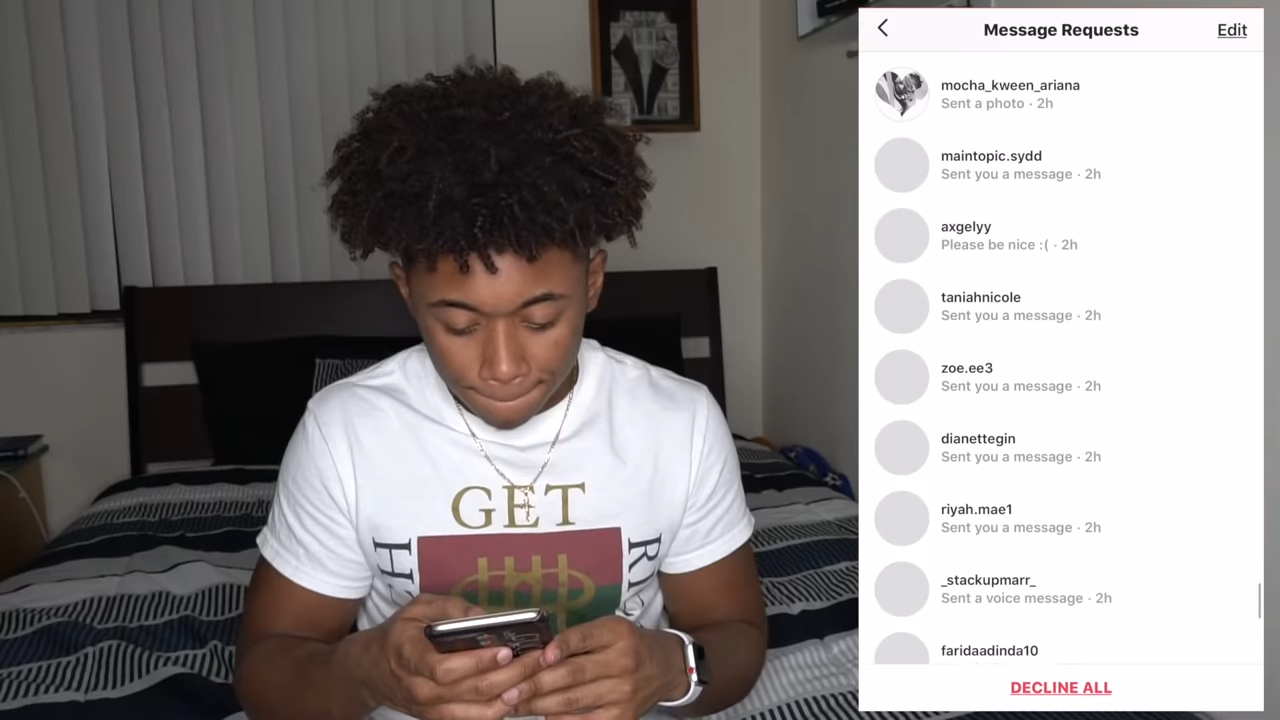 Message Requests
Edit
mocha_kween_ariana
Sent a photo · 2h
maintopic.sydd
Sent you a message · 2h
axgelyy
Please be nice :( · 2h
taniahnicole
Sent you a message · 2h
zoe.ee3
Sent you a message · 2h
dianettegin
Sent you a message · 2h
riyah.mae1
Sent you a message · 2h
_stackupmarr_
Sent a voice message · 2h
faridaadinda10
DECLINE ALL
GET